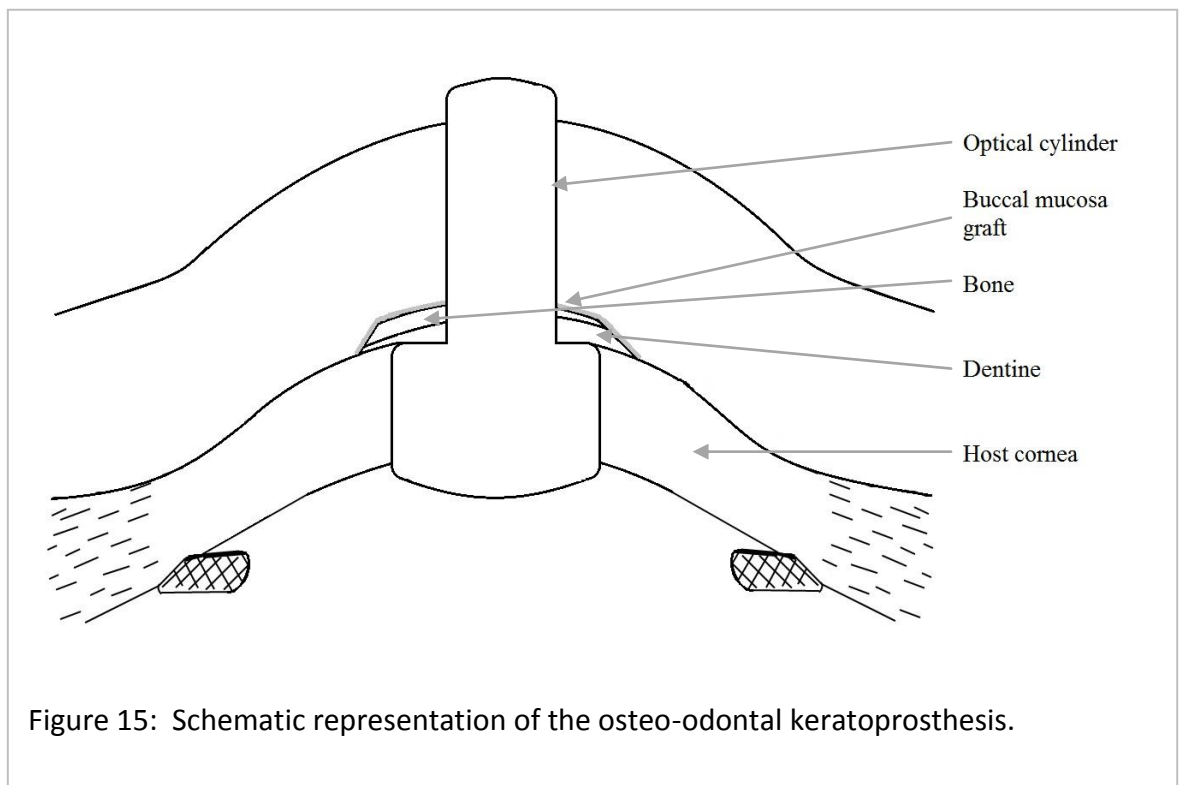 Optical cylinder
Buccal mucosa
graft
Bone
Dentine
Host cornea
Figure 15:  Schematic representation of the osteo-odontal keratoprosthesis.